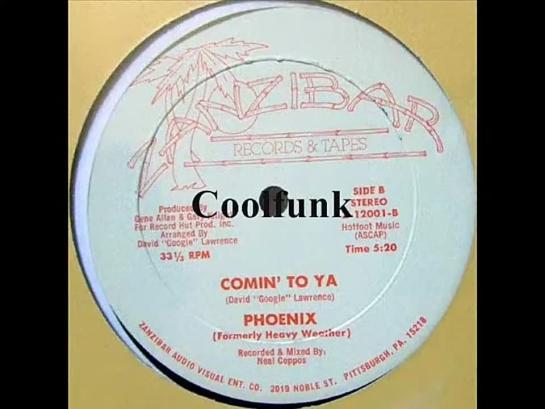 ZANZIBAR
RECORDS & TAPES
SIDE B
STEREO
12001-B
Hotfoot Music
(ASCAP)
Time 5:20
Produced By
Gene Allan &
For Record Hut Prod. Inc.
Arranged By
David "Google" Lawrence
33⅓ RPM
Coolfunk
COMIN' TO YA
(David "Google" Lawrence)
PHOENIX
(Formerly Heavy Weather)
Recorded & Mixed By:
Neal Ceppos
ZANZIBAR AUDIO VISUAL ENT. CO. 2019 NOBLE ST. PITTSBURGH, PA. 15218